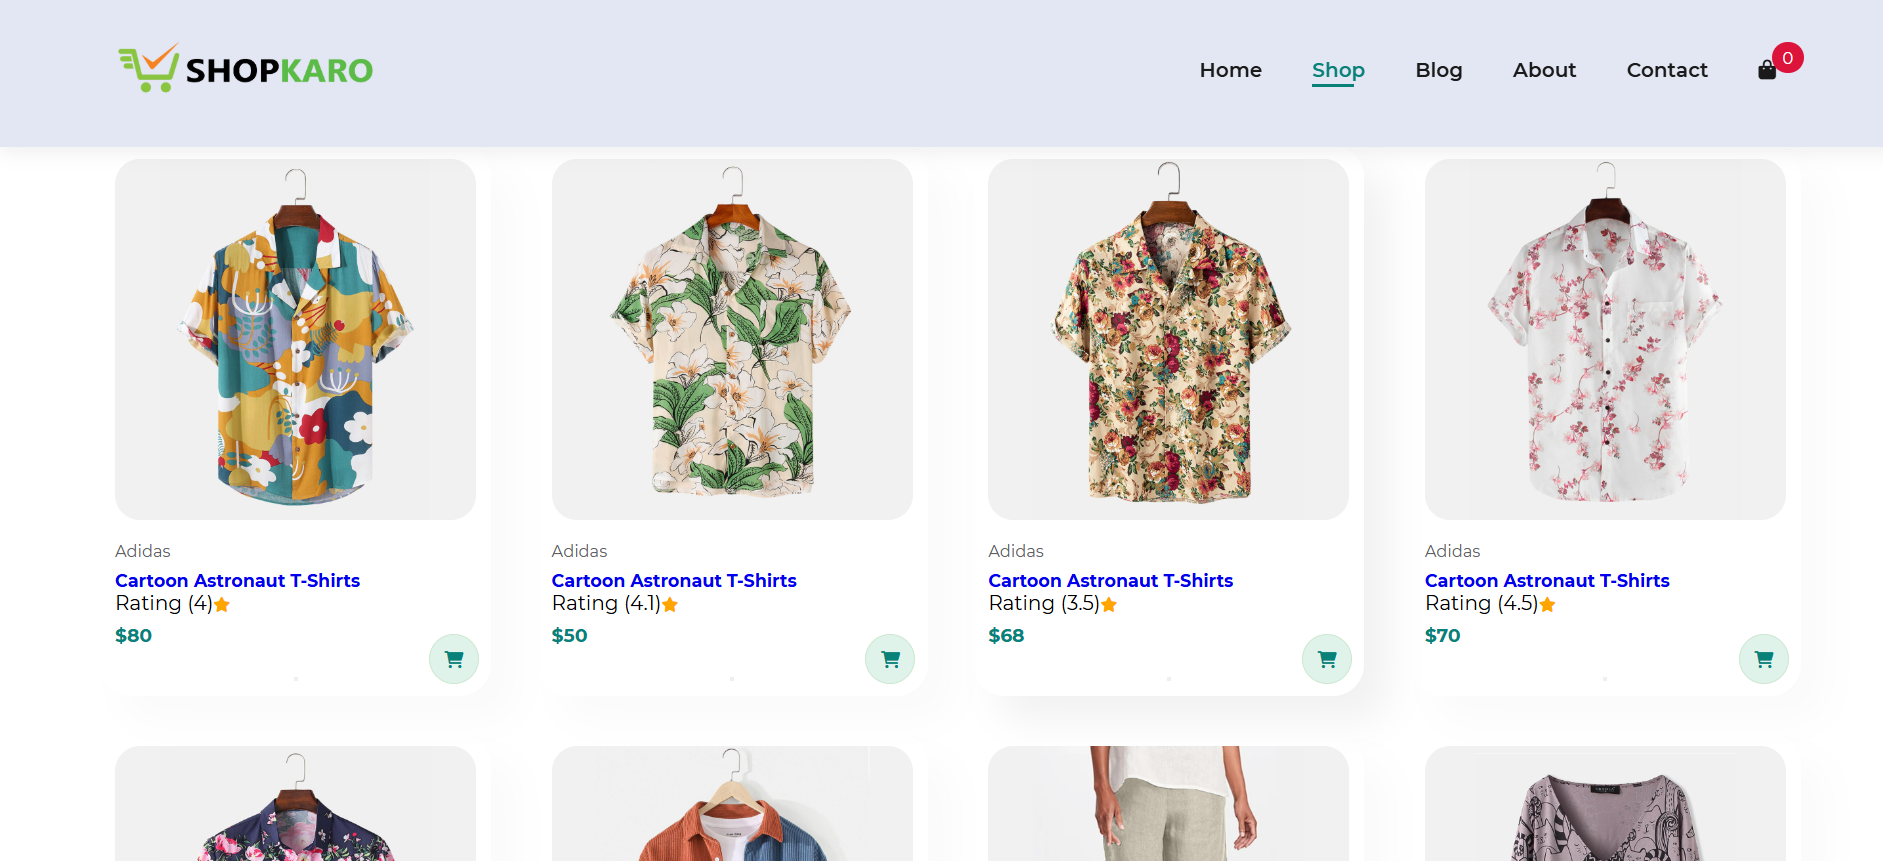 SHOPKARO
Home Shop Blog About Contact 0
Adidas
Cartoon Astronaut T-Shirts
Rating (4)
$80
Adidas
Cartoon Astronaut T-Shirts
Rating (4.1)
$50
Adidas
Cartoon Astronaut T-Shirts
Rating (3.5)
$68
Adidas
Cartoon Astronaut T-Shirts
Rating (4.5)
$70